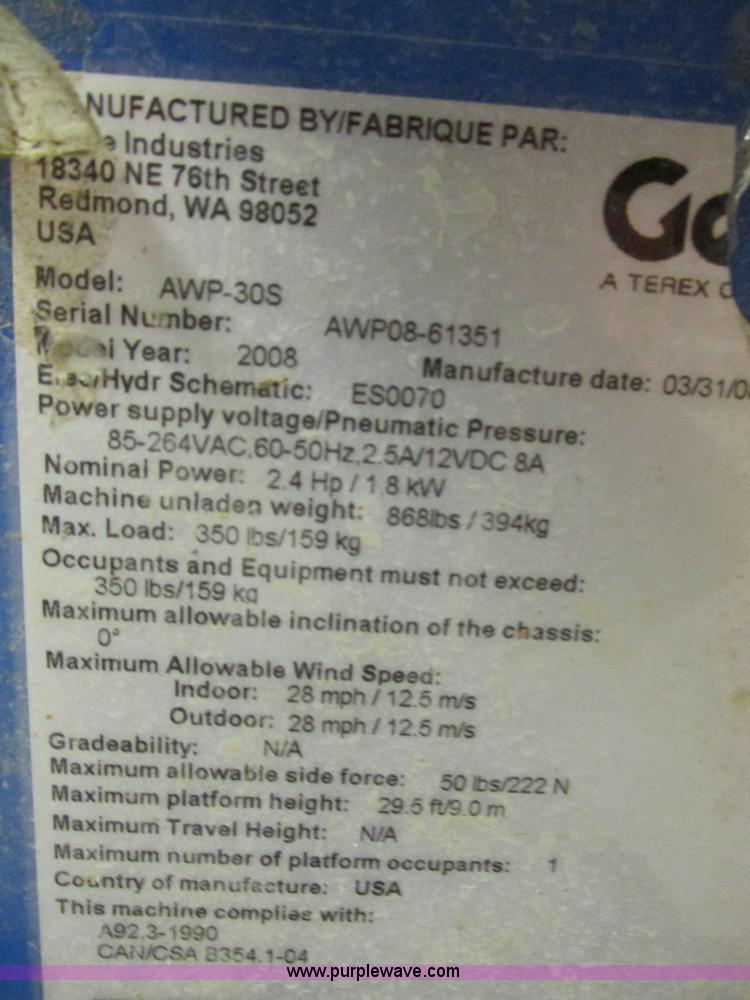 NUFACTURED BY/FABRIQUE PAR:
e Industries
18340 NE 76th Street
Redmond, WA 98052
USA
Ge
A TEREX C
Model: AWP-30S
Serial Number: AWP08-61351
Model Year: 2008
Manufacture date: 03/31/0
Elec/Hydr Schematic: ES0070
Power supply voltage/Pneumatic Pressure:
85-264VAC,60-50Hz,2.5A/12VDC 8A
Nominal Power: 2.4 Hp / 1.8 kW
Machine unladen weight: 868lbs / 394kg
Max. Load: 350 lbs/159 kg
Occupants and Equipment must not exceed:
350 lbs/159 kg
Maximum allowable inclination of the chassis:
0°
Maximum Allowable Wind Speed:
Indoor: 28 mph / 12.5 m/s
Outdoor: 28 mph / 12.5 m/s
Gradeability: N/A
Maximum allowable side force: 50 lbs/222 N
Maximum platform height: 29.5 ft/9.0 m
Maximum Travel Height: N/A
Maximum number of platform occupants: 1
Country of manufacture: USA
This machine complies with:
A92.3-1990
CAN/CSA B354.1-04
www.purplewave.com